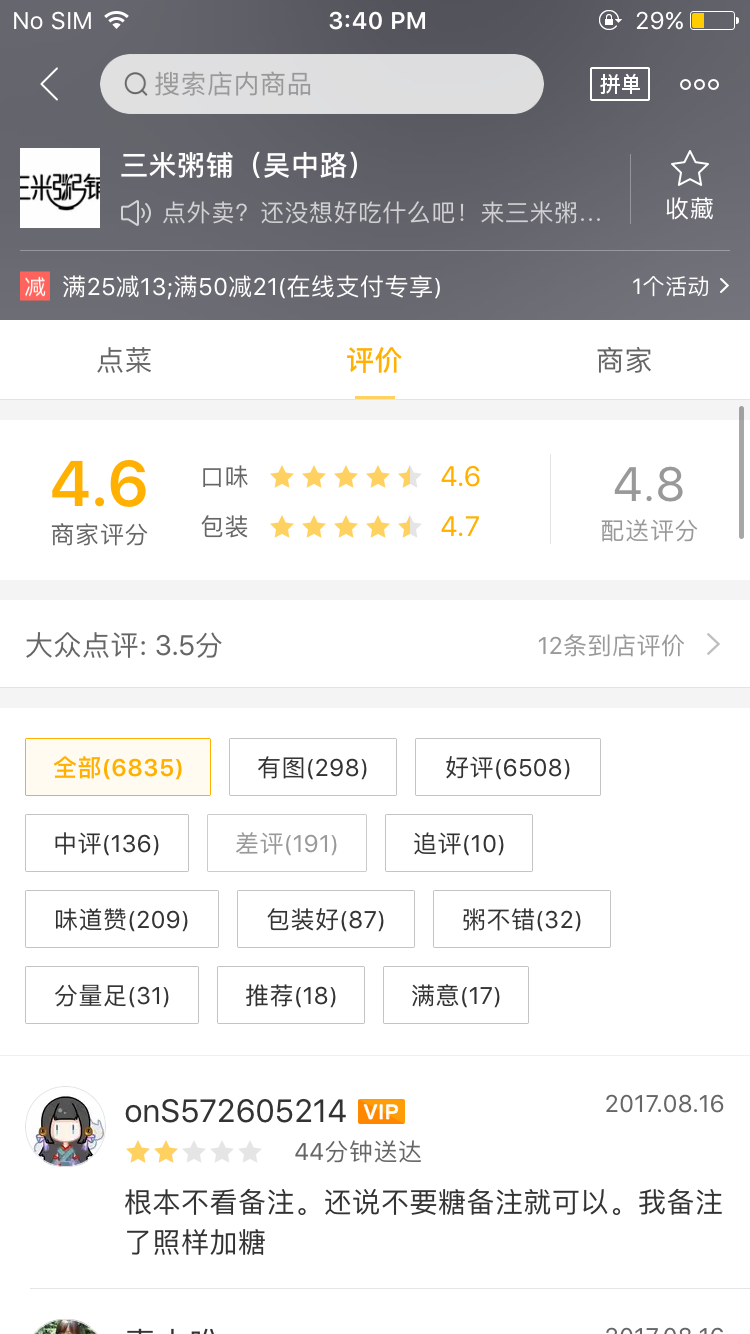 No SIM 3:40 PM 29%
搜索店内商品 拼单
三米粥铺
三米粥铺（吴中路）
点外卖？还没想好吃什么吧！来三米粥... 收藏
减 满25减13;满50减21(在线支付专享) 1个活动
点菜 评价 商家
4.6 口味 4.6 4.8
商家评分 包装 4.7 配送评分
大众点评: 3.5分 12条到店评价
全部(6835) 有图(298) 好评(6508)
中评(136) 差评(191) 追评(10)
味道赞(209) 包装好(87) 粥不错(32)
分量足(31) 推荐(18) 满意(17)
onS572605214 VIP 2017.08.16
44分钟送达
根本不看备注。还说不要糖备注就可以。我备注
了照样加糖
2017.08.16